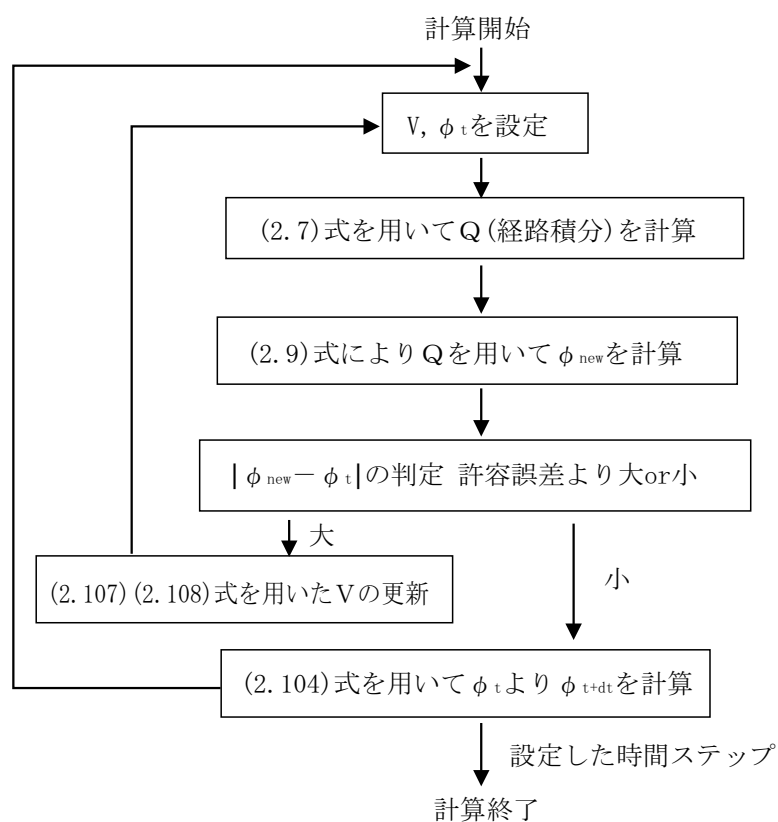 計算開始
V, φtを設定
(2.7)式を用いてQ(経路積分)を計算
(2.9)式によりQを用いてφnewを計算
|φnew－φt|の判定 許容誤差より大or小
大
(2.107)(2.108)式を用いたVの更新
小
(2.104)式を用いてφtよりφt+dtを計算
設定した時間ステップ
計算終了